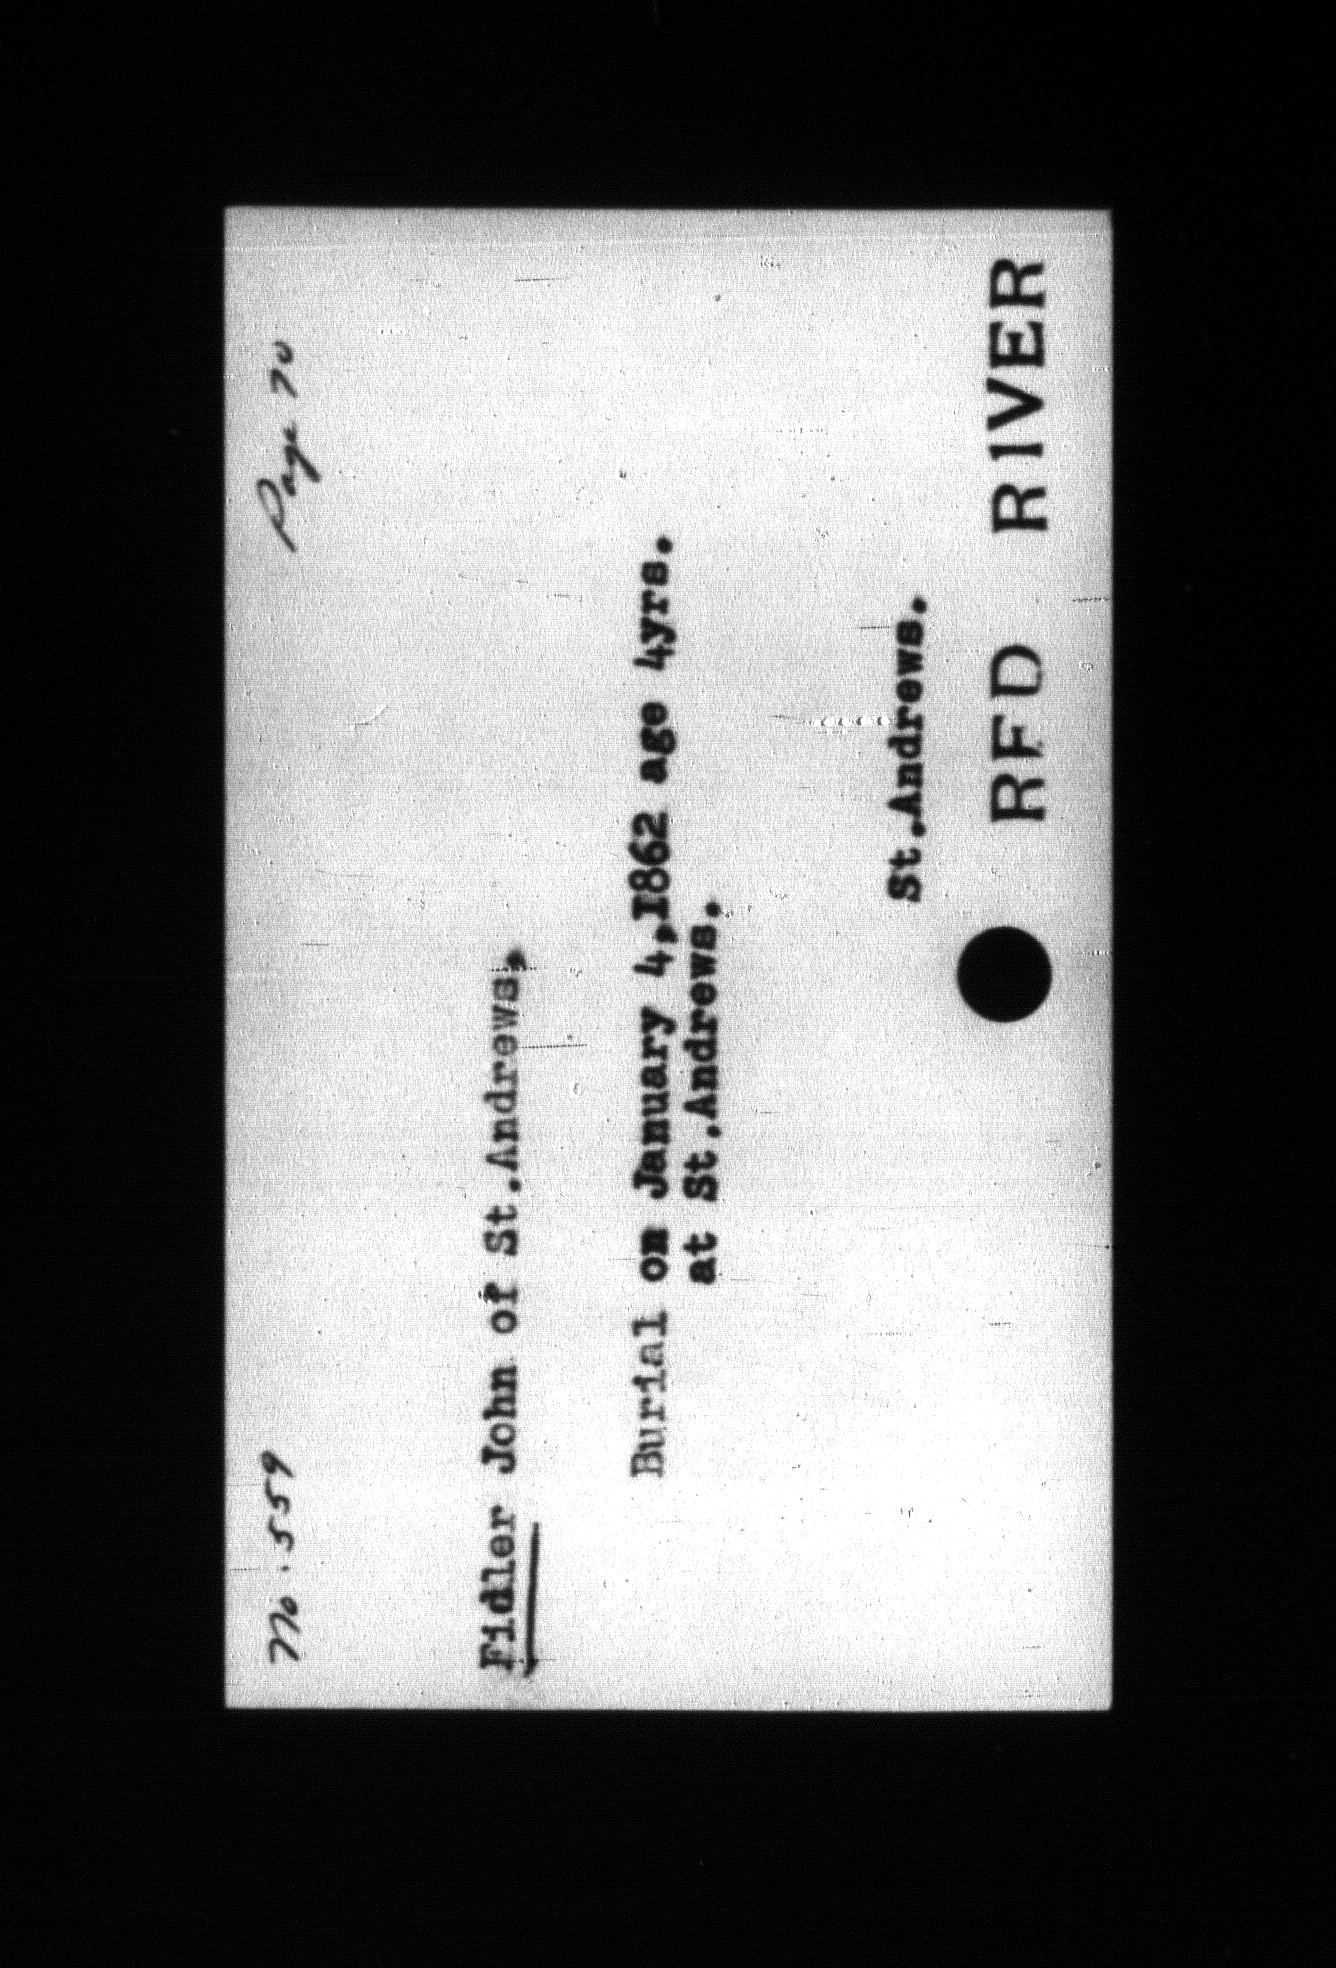 No. 559 Page 70
Fidler John of St.Andrews,
Burial on January 4,I862 age 4yrs.
at St.Andrews.
St.Andrews.
RED RIVER